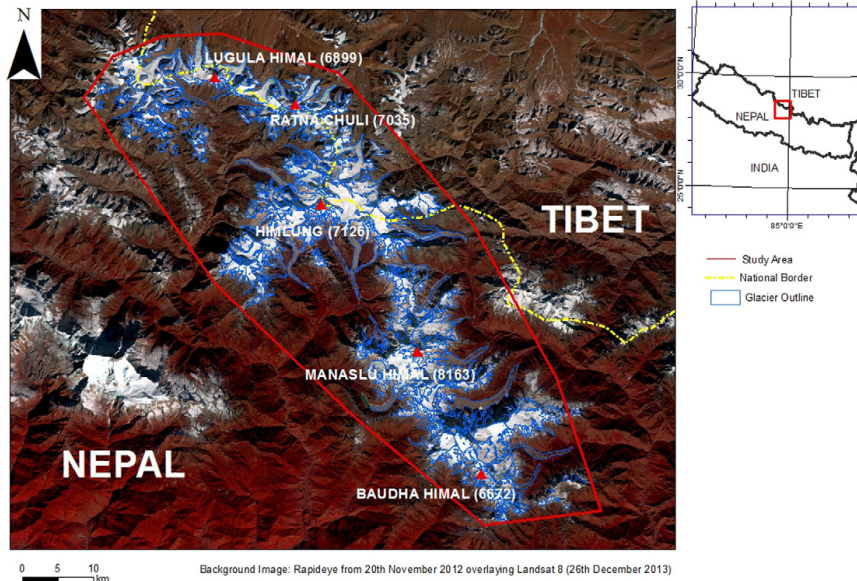 N
LUGULA HIMAL (6899)
RATNA CHULI (7035)
HIMLUNG (7126)
TIBET
MANASLU HIMAL (8163)
NEPAL
BAUDHA HIMAL (6672)
0 5 10
km
Background Image: Rapideye from 20th November 2012 overlaying Landsat 8 (26th December 2013)
30°0'0"N
TIBET
NEPAL
INDIA
25°0'0"N
85°0'0"E
Study Area
National Border
Glacier Outline